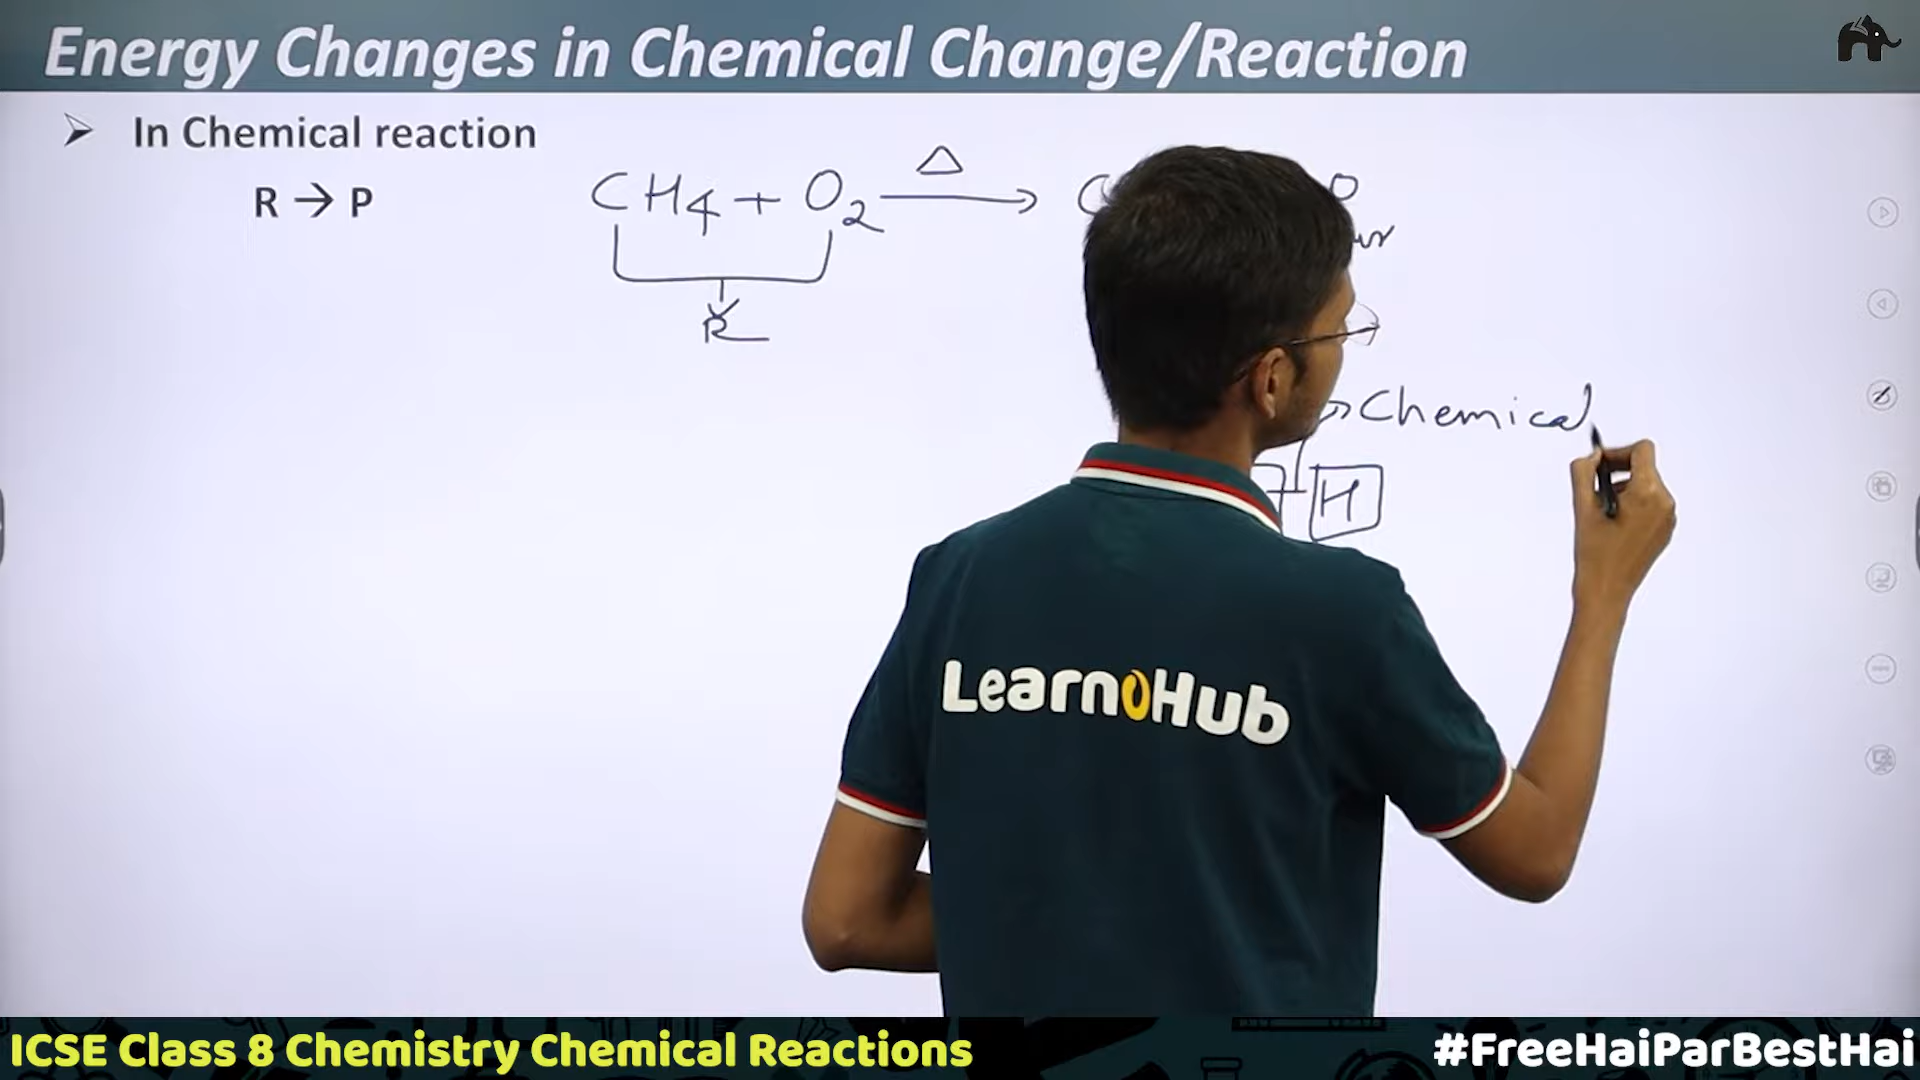 Energy Changes in Chemical Change/Reaction
➤ In Chemical reaction
R → P
CH4 + O2 △→ C O
R
Chemical
H
LearnoHub
ICSE Class 8 Chemistry Chemical Reactions
#FreeHaiParBestHai